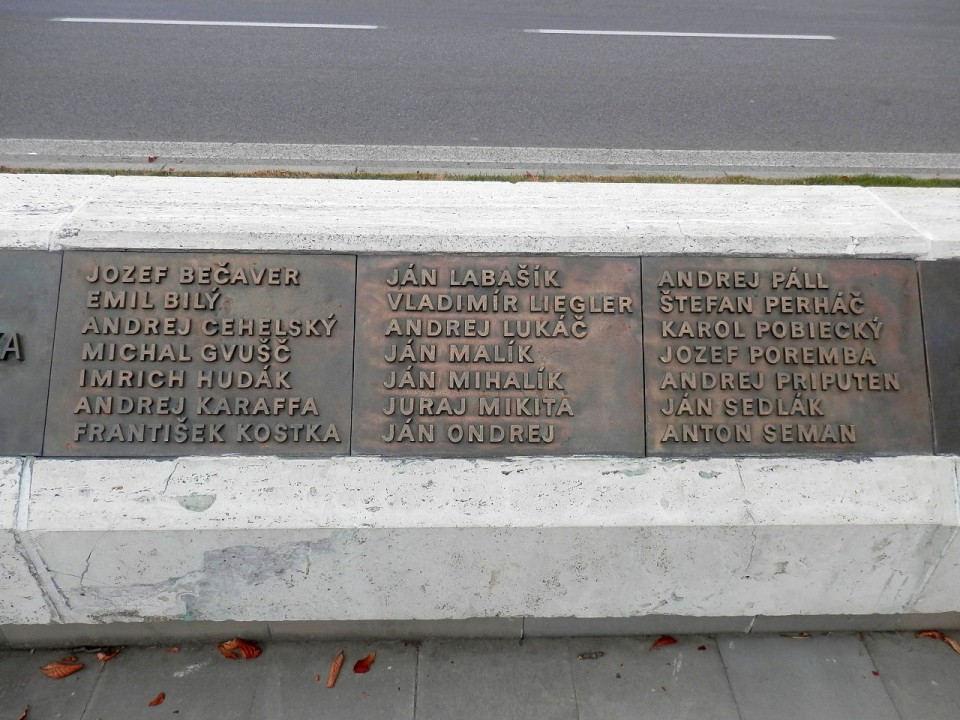 JOZEF BEČAVER
EMIL BILÝ
ANDREJ CEHELSKÝ
MICHAL GVUŠČ
IMRICH HUDÁK
ANDREJ KARAFFA
FRANTIŠEK KOSTKA
JÁN LABAŠÍK
VLADIMÍR LIEGLER
ANDREJ LUKÁČ
JÁN MALÍK
JÁN MIHALÍK
JURAJ MIKITA
JÁN ONDREJ
ANDREJ PÁLL
ŠTEFAN PERHÁČ
KAROL POBIECKÝ
JOZEF POREMBA
ANDREJ PRIPUTEN
JÁN SEDLÁK
ANTON SEMAN